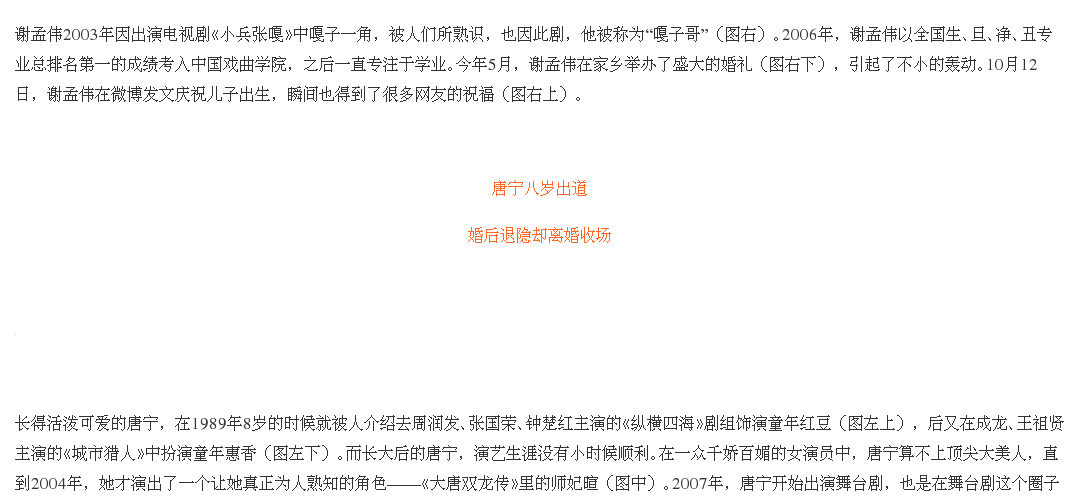 谢孟伟2003年因出演电视剧《小兵张嘎》中嘎子一角，被人们所熟识，也因此剧，他被称为“嘎子哥”（图右）。2006年，谢孟伟以全国生、旦、净、丑专
业总排名第一的成绩考入中国戏曲学院，之后一直专注于学业。今年5月，谢孟伟在家乡举办了盛大的婚礼（图右下），引起了不小的轰动。10月12
日，谢孟伟在微博发文庆祝儿子出生，瞬间也得到了很多网友的祝福（图右上）。
唐宁八岁出道
婚后退隐却离婚收场
长得活泼可爱的唐宁，在1989年8岁的时候就被人介绍去周润发、张国荣、钟楚红主演的《纵横四海》剧组饰演童年红豆（图左上），后又在成龙、王祖贤
主演的《城市猎人》中扮演童年惠香（图左下）。而长大后的唐宁，演艺生涯没有小时候顺利。在一众千娇百媚的女演员中，唐宁算不上顶尖大美人，直
到2004年，她才演出了一个让她真正为人熟知的角色——《大唐双龙传》里的师妃暄（图中）。2007年，唐宁开始出演舞台剧，也是在舞台剧这个圈子